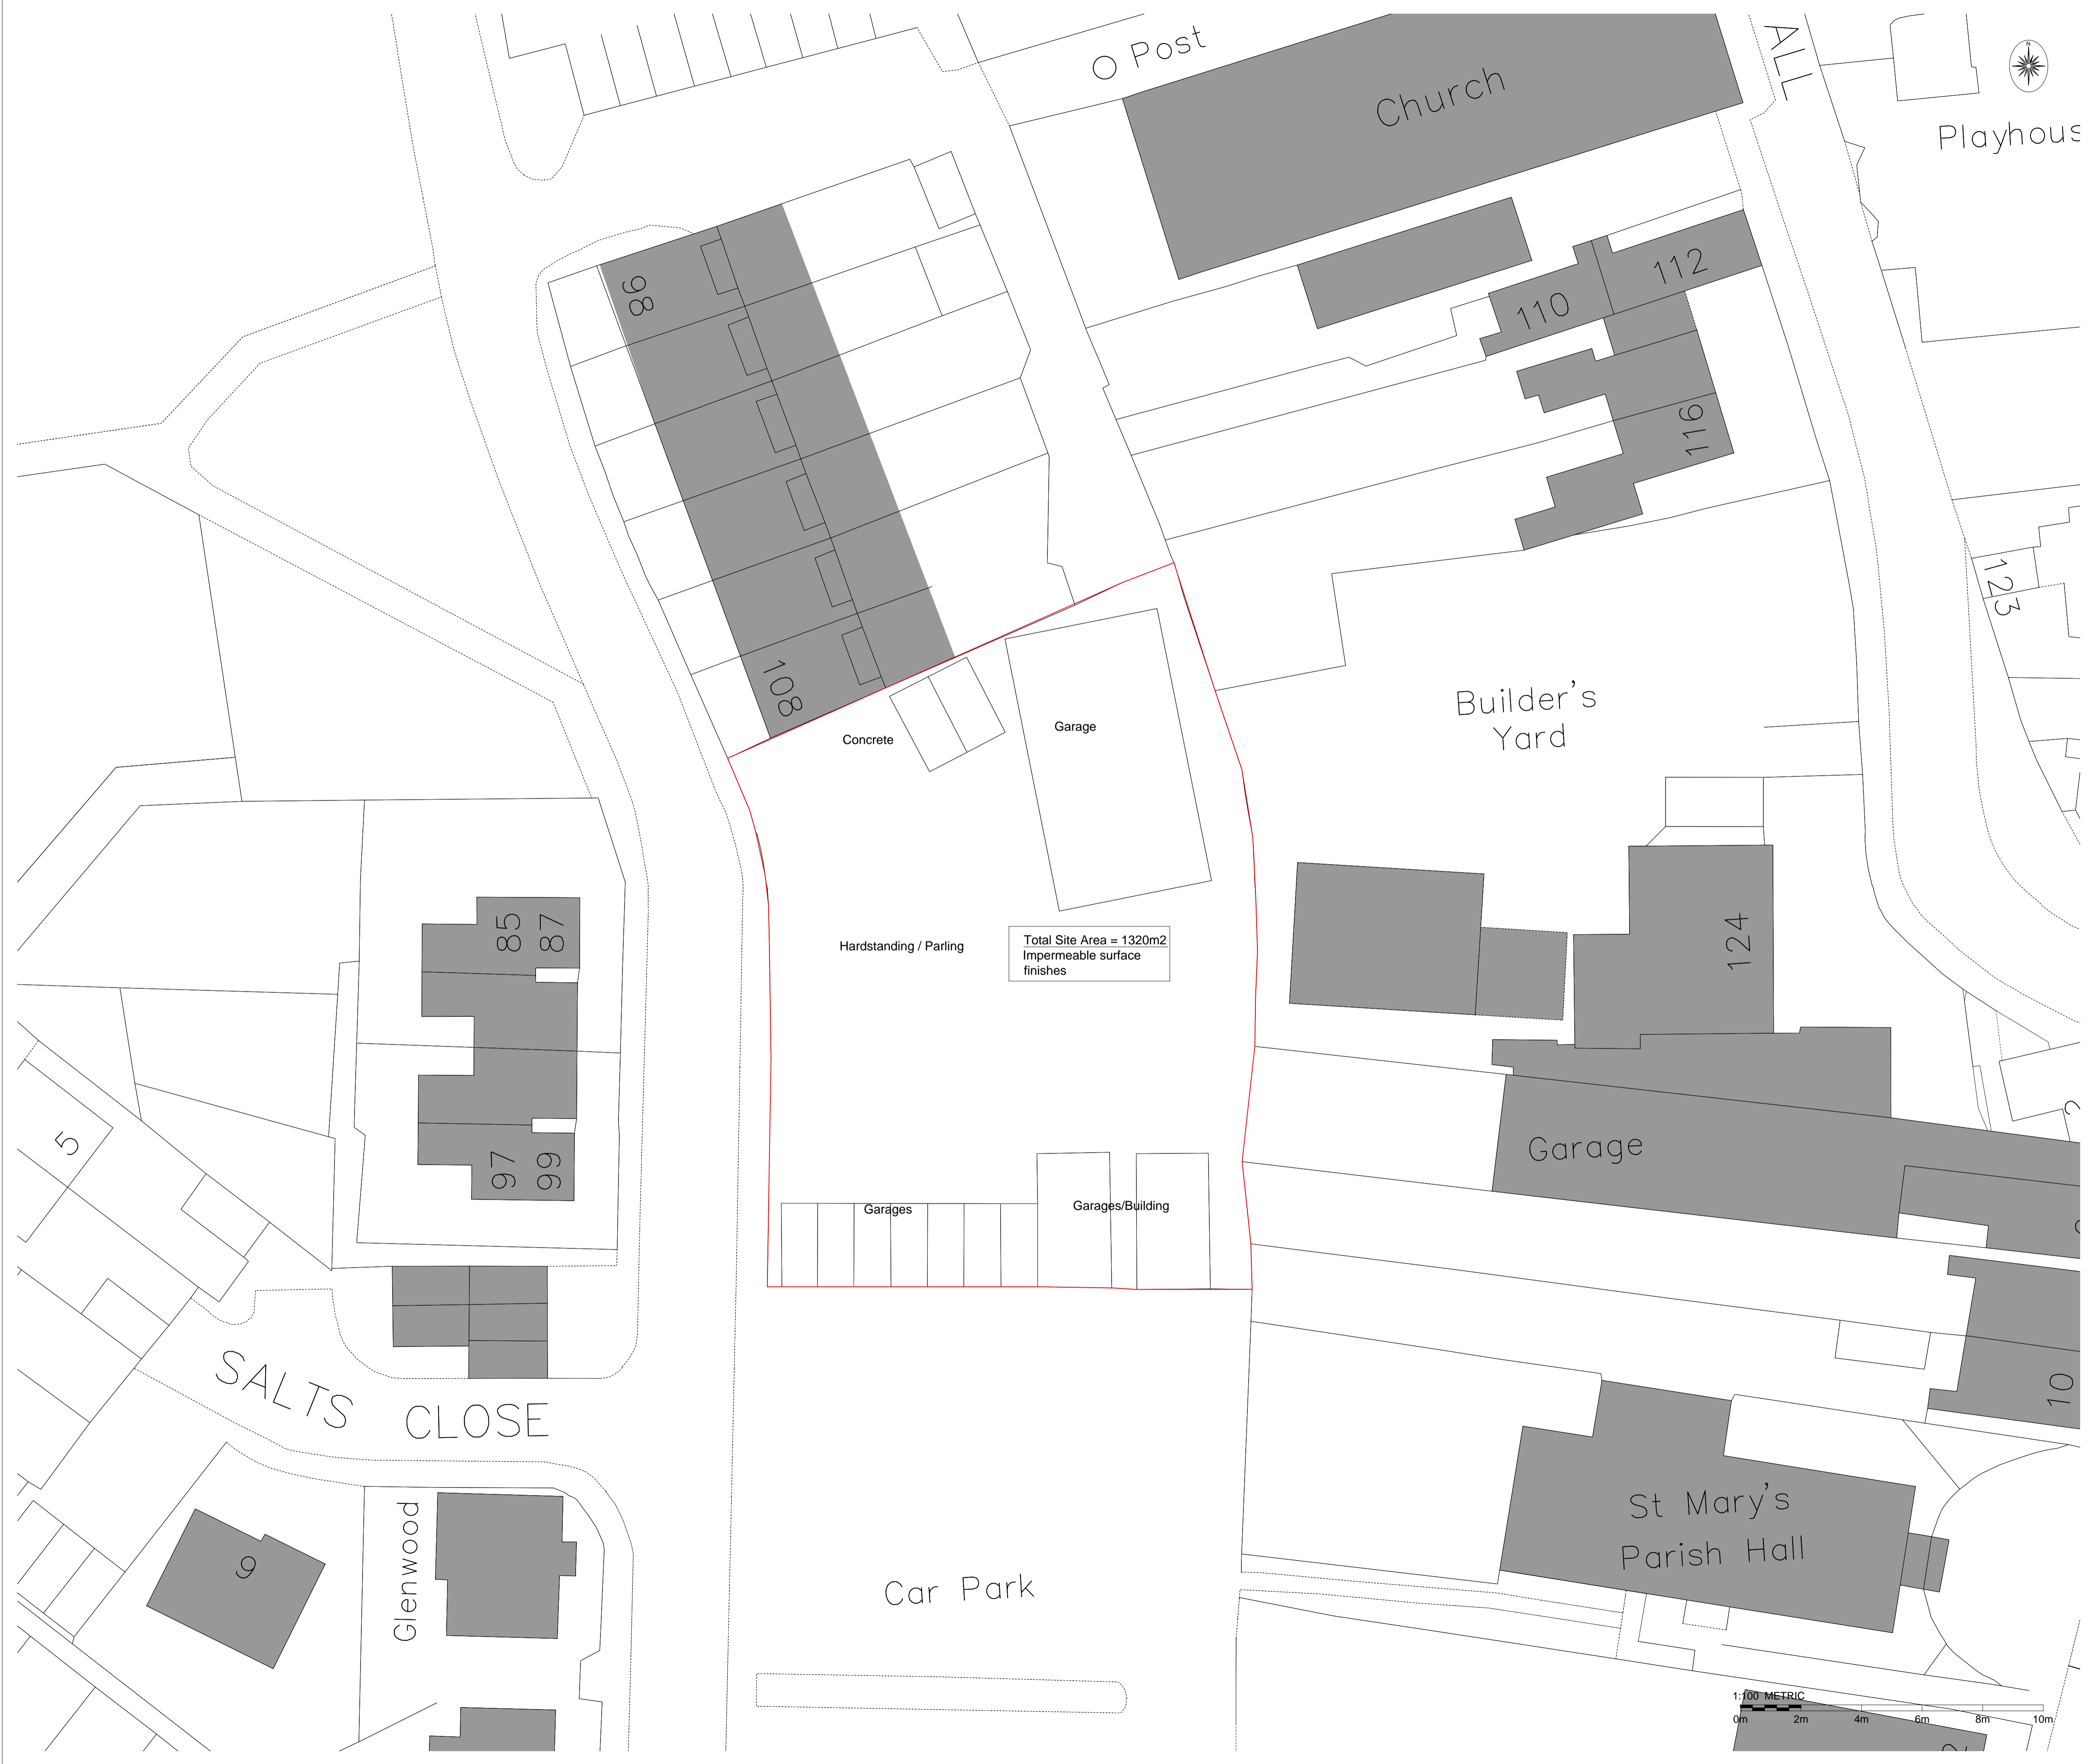 Post
Church
ALL
N
Playhous
98
112
110
116
123
108
Concrete
Garage
Builder's
Yard
85
87
Hardstanding / Parling
Total Site Area = 1320m2
Impermeable surface
finishes
124
5
97
99
Garages
Garages/Building
Garage
SALTS CLOSE
10
9
Glenwood
Car Park
St Mary's
Parish Hall
1:100 METRIC
0m 2m 4m 6m 8m 10m